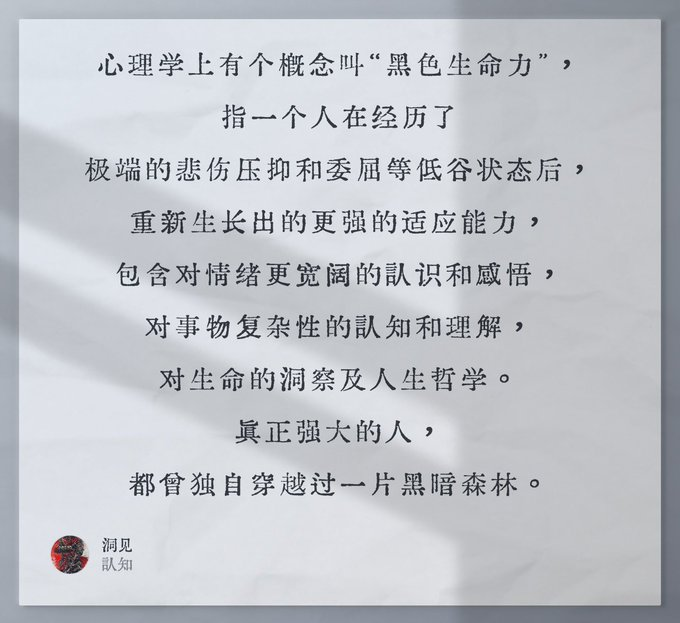 心理学上有个概念叫“黑色生命力”，
指一个人在经历了
极端的悲伤压抑和委屈等低谷状态后，
重新生长出的更强的适应能力，
包含对情绪更宽阔的認识和感悟，
对事物复杂性的認知和理解，
对生命的洞察及人生哲学。
眞正强大的人，
都曾独自穿越过一片黑暗森林。
洞见
認知